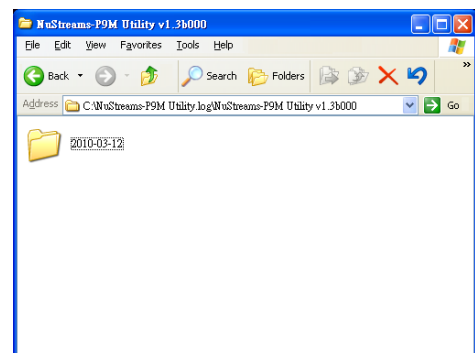 NuStreams-P9M Utility v1.3b000
File Edit View Favorites Tools Help
Back Search Folders
Address C:\NuStreams-P9M Utility.log\NuStreams-P9M Utility v1.3b000 Go
2010-03-12